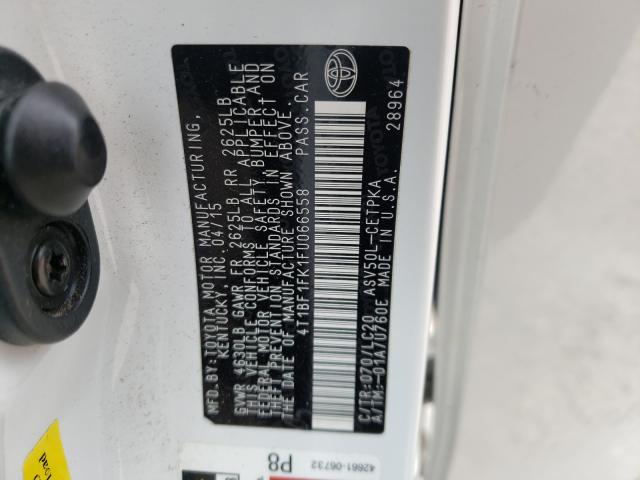 MFD.BY:TOYOTA MOTOR MANUFACTURING,
KENTUCKY, INC. 04/15
GVWR 4630LB GAWR FR 2625LB RR 2625LB
THIS VEHICLE CONFORMS TO ALL APPLICABLE
FEDERAL MOTOR VEHICLE SAFETY, BUMPER AND
THEFT PREVENTION STANDARDS IN EFFECT ON
THE DATE OF MANUFACTURE SHOWN ABOVE.
4T1BF1FK1FU066558 PASS.CAR
C/TR:070/LC20 ASV50L-CETPKA
A/TM:-01A/U760E MADE IN U.S.A.
28964
TOYOTA
P8
42661-06732